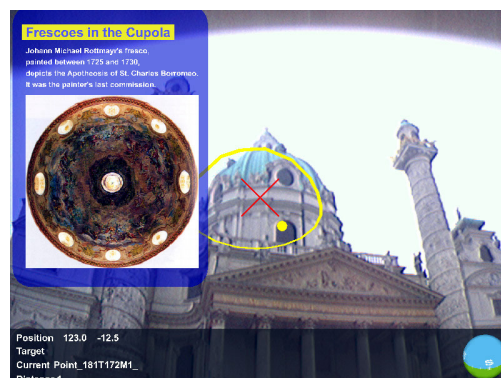 Frescoes in the Cupola
Johann Michael Rottmayr's fresco,
painted between 1725 and 1730,
depicts the Apotheosis of St. Charles Borromeo.
It was the painter's last commission.
Position 123.0 -12.5
Target
Current Point_181T172M1_
S